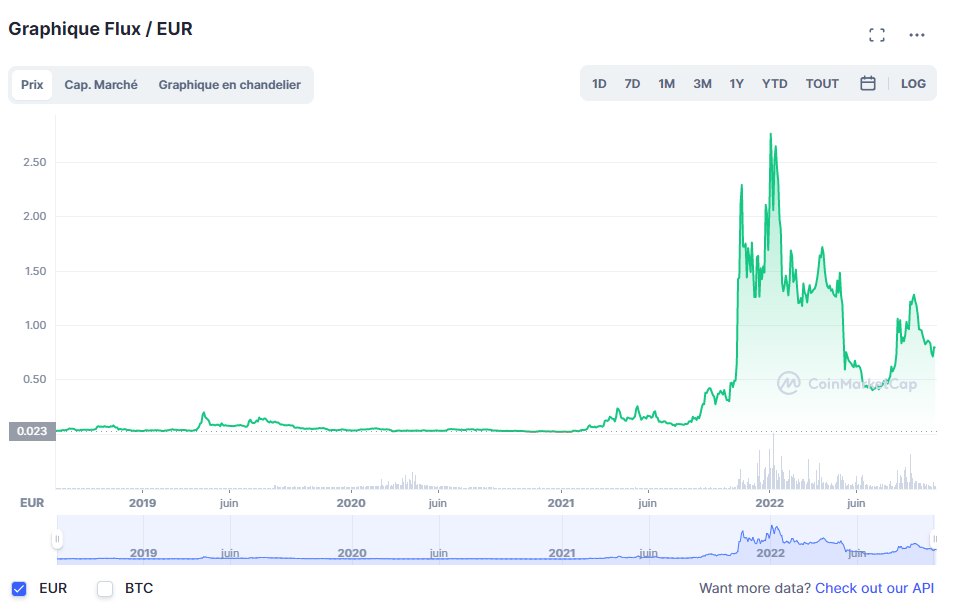 Graphique Flux / EUR
Prix Cap. Marché Graphique en chandelier 1D 7D 1M 3M 1Y YTD TOUT LOG
2.50
2.00
1.50
1.00
0.50
CoinMarketCap
0.023
EUR 2019 juin 2020 juin 2021 juin 2022 juin
2019 juin 2020 juin 2021 juin 2022 juin
EUR BTC Want more data? Check out our API